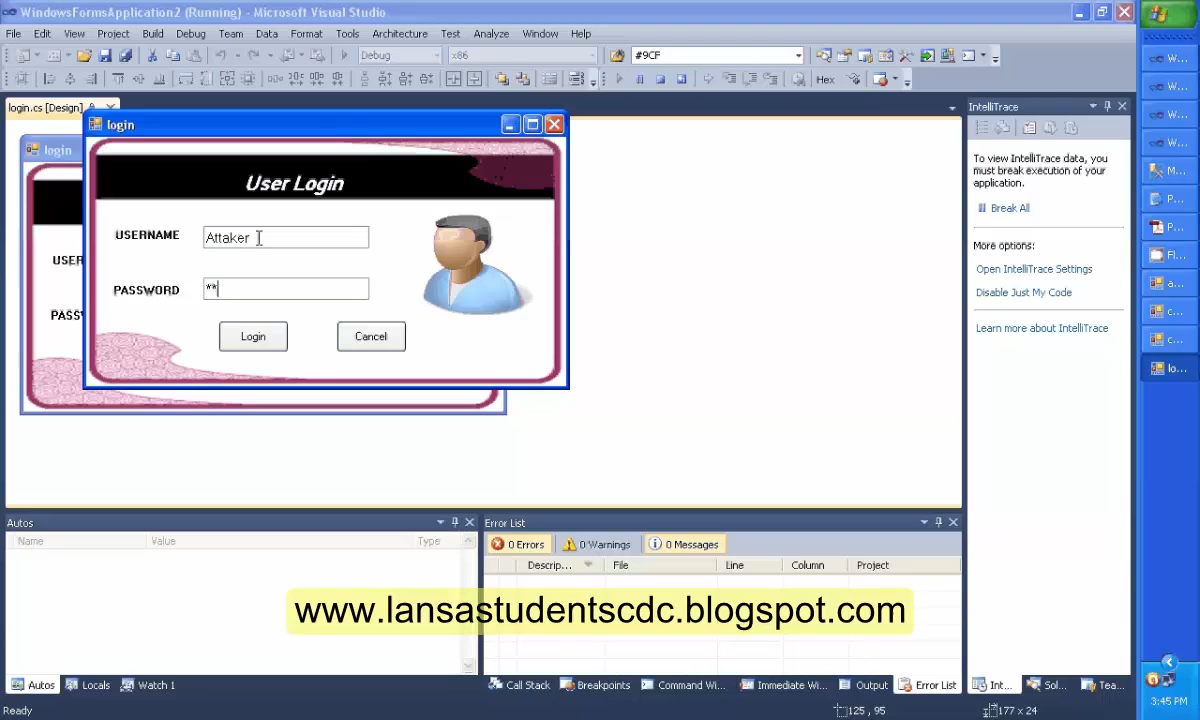 WindowsFormsApplication2 (Running) - Microsoft Visual Studio
File Edit View Project Build Debug Team Data Format Tools Architecture Test Analyze Window Help
Debug x86 #9CF
Hex
login.cs [Design]
login
login
User Login
USERNAME Attaker
PASSWORD **
Login Cancel
USER
PASS
IntelliTrace
To view IntelliTrace data, you
must break execution of your
application.
Break All
More options:
Open IntelliTrace Settings
Disable Just My Code
Learn more about IntelliTrace
W...
W...
W...
W...
M...
P...
P...
Fl...
a...
c...
c...
lo...
Autos
Name Value Type
Error List
0 Errors 0 Warnings 0 Messages
Descrip... File Line Column Project
www.lansastudentscdc.blogspot.com
Autos Locals Watch 1
Call Stack Breakpoints Command Wi... Immediate Wi... Output Error List
Int... Sol... Tea...
Ready
125 , 95 177 x 24
3:45 PM